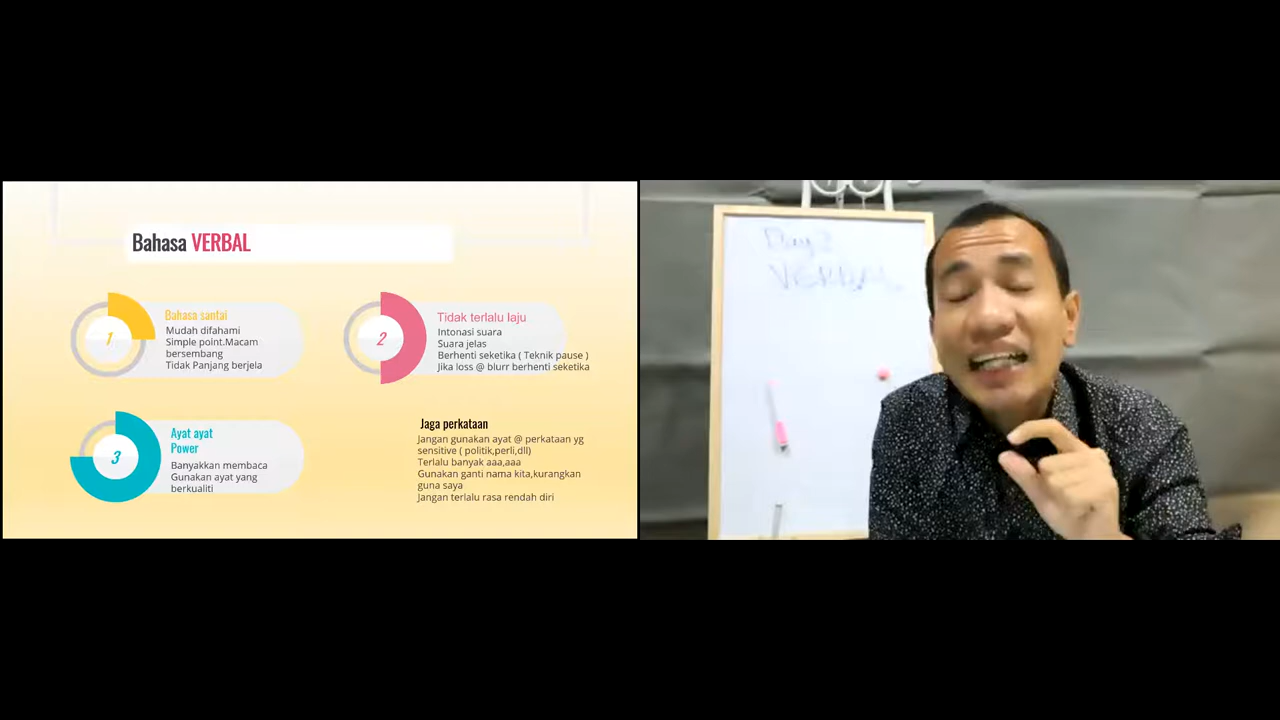 Bahasa VERBAL
1
Bahasa santai
Mudah difahami
Simple point.Macam
bersembang
Tidak Panjang berjela
2
Tidak terlalu laju
Intonasi suara
Suara jelas
Berhenti seketika ( Teknik pause )
Jika loss @ blurr berhenti seketika
3
Ayat ayat
Power
Banyakkan membaca
Gunakan ayat yang
berkualiti
Jaga perkataan
Jangan gunakan ayat @ perkataan yg
sensitive ( politik,perli,dll)
Terlalu banyak aaa,aaa
Gunakan ganti nama kita,kurangkan
guna saya
Jangan terlalu rasa rendah diri
Day 2
VERBAL